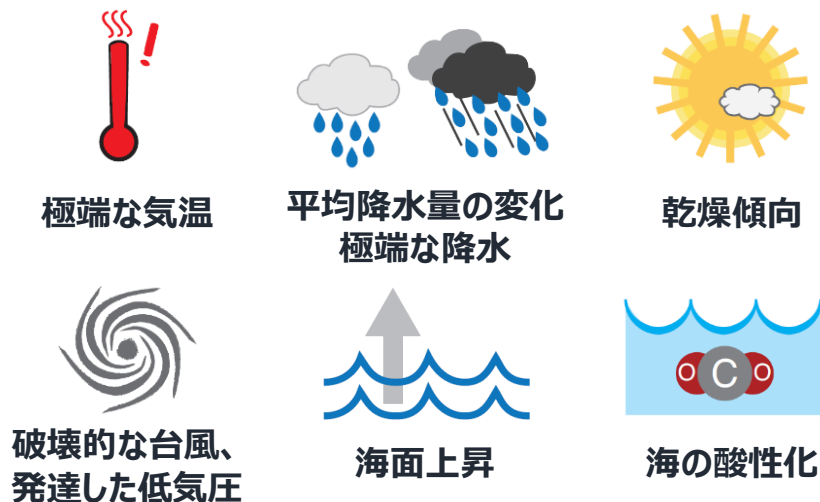 極端な気温
平均降水量の変化
極端な降水
乾燥傾向
破壊的な台風、
発達した低気圧
海面上昇
O C O
海の酸性化